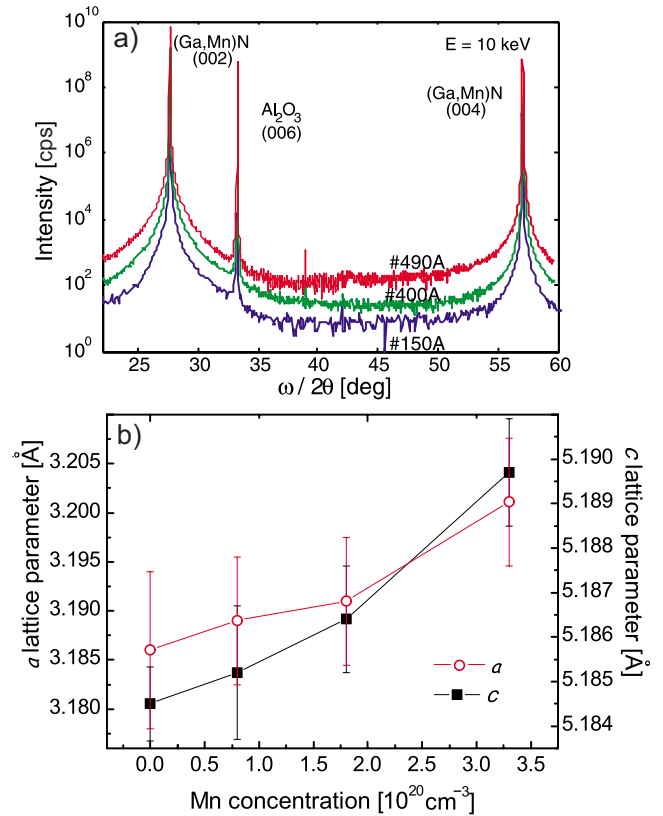 a)
(Ga,Mn)N
(002)
E = 10 keV
Al2O3
(006)
(Ga,Mn)N
(004)
Intensity [cps]
10^10
10^8
10^6
10^4
10^2
10^0
#490A
#400A
#150A
25 30 35 40 45 50 55 60
ω / 2θ [deg]
b)
a lattice parameter [Å]
3.205
3.200
3.195
3.190
3.185
3.180
c lattice parameter [Å]
5.190
5.189
5.188
5.187
5.186
5.185
5.184
a
c
0.0 0.5 1.0 1.5 2.0 2.5 3.0 3.5
Mn concentration [10^20 cm^−3]